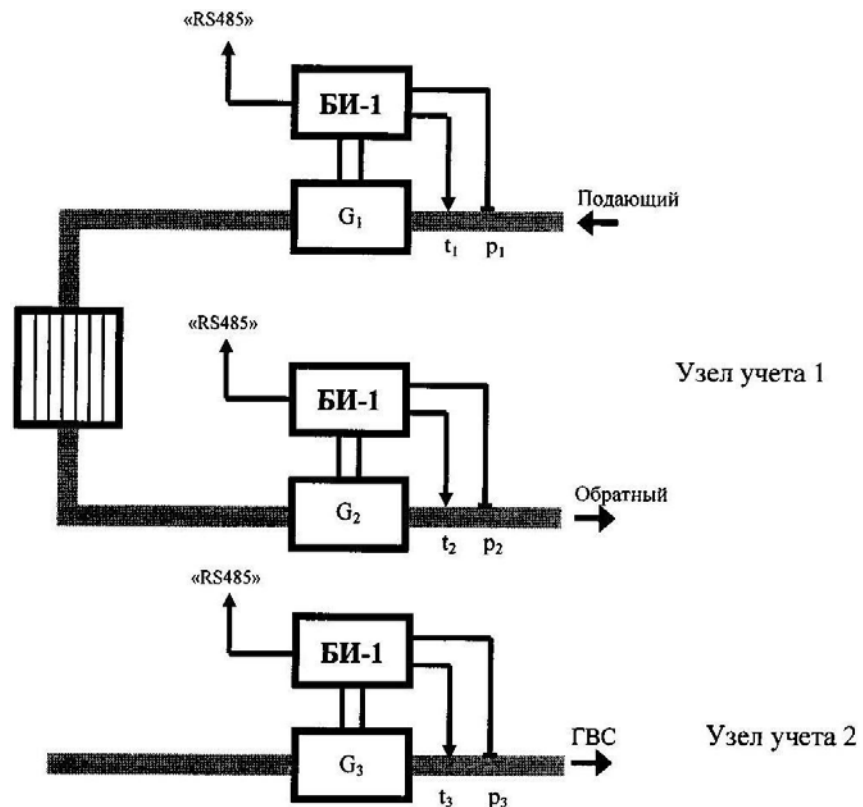 «RS485»
БИ-1
G₁
Подающий
t₁ p₁
«RS485»
Узел учета 1
БИ-1
G₂
Обратный
t₂ p₂
«RS485»
БИ-1
G₃
ГВС
Узел учета 2
t₃ p₃